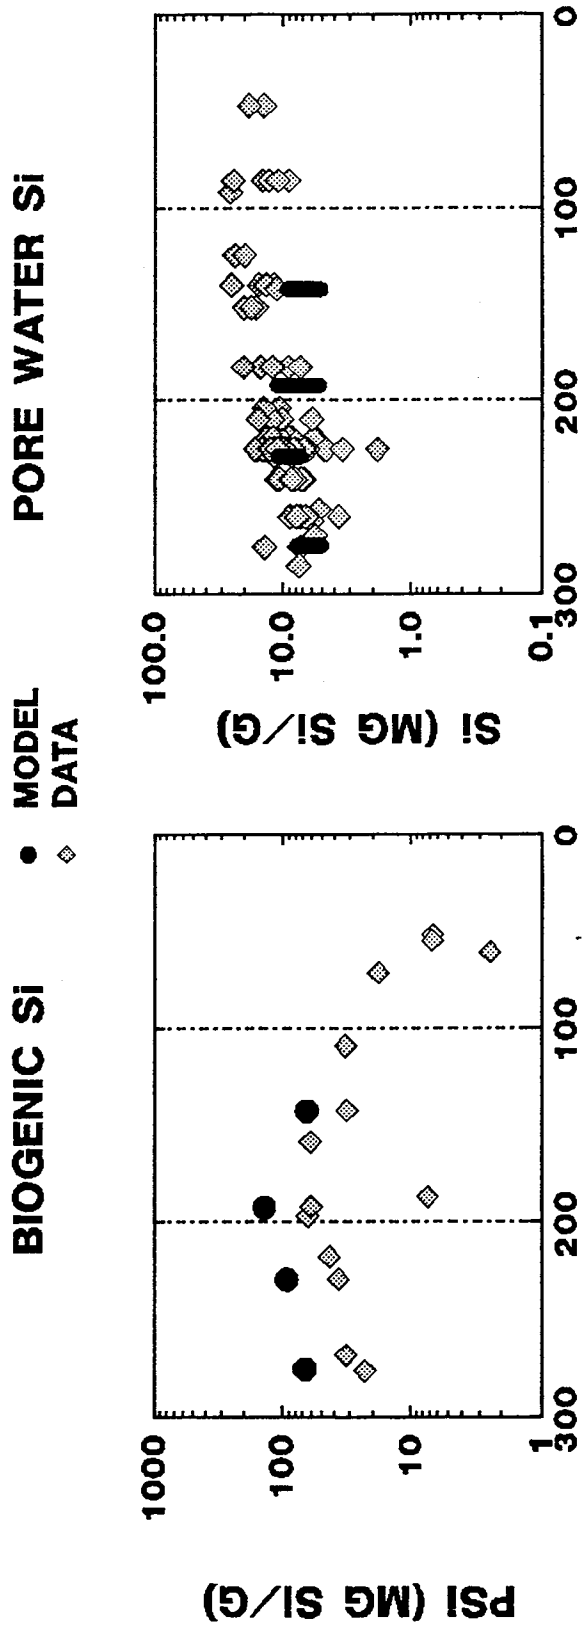 BIOGENIC Si
PORE WATER Si
● MODEL
◈ DATA
PSi (MG Si/G)
1000
100
10
1
300
200
100
0
Si (MG Si/G)
100.0
10.0
1.0
0.1
300
200
100
0